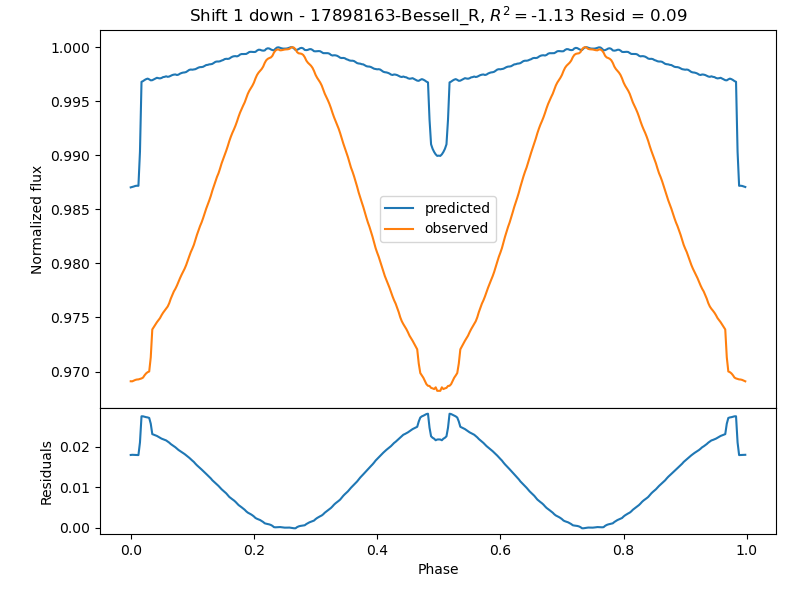 Shift 1 down - 17898163-Bessell_R, R² = -1.13 Resid = 0.09
1.000
0.995
0.990
0.985
0.980
0.975
0.970
Normalized flux
predicted
observed
0.02
0.01
0.00
Residuals
0.0 0.2 0.4 0.6 0.8 1.0
Phase